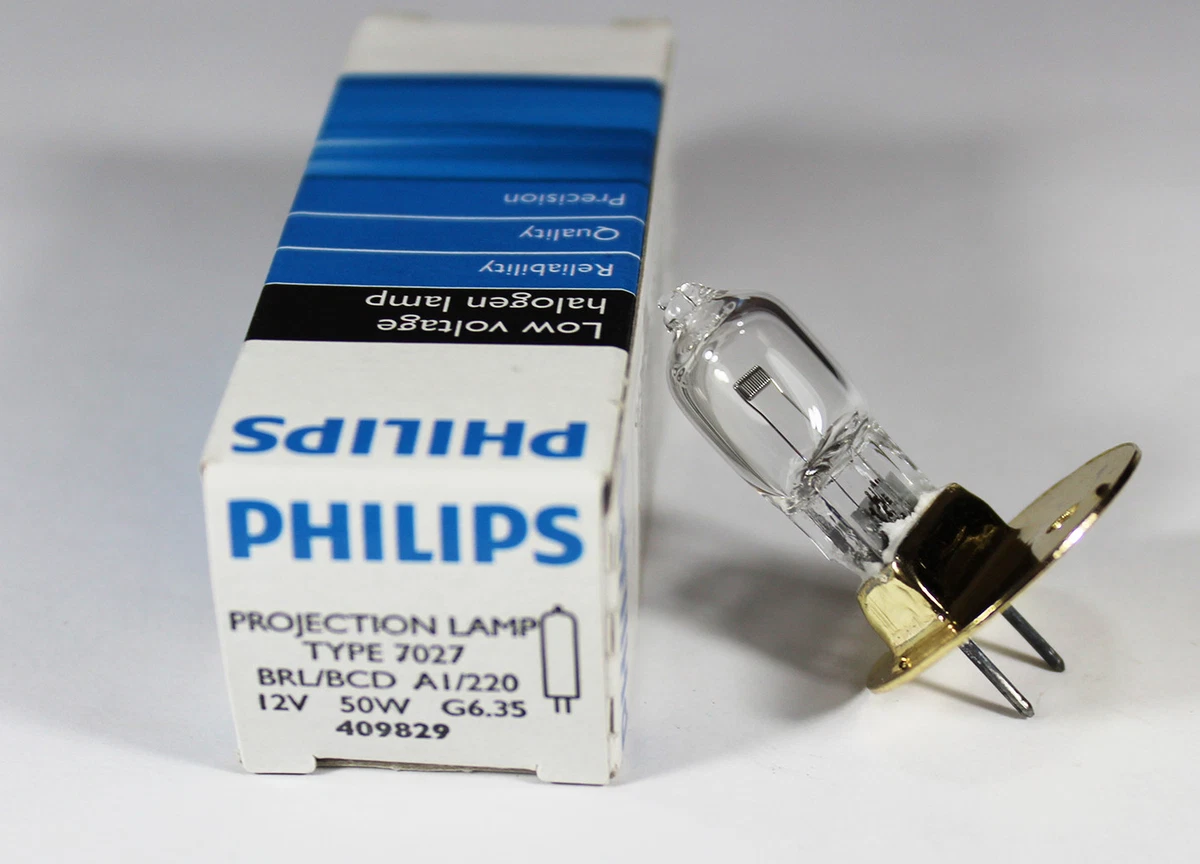 Precision
Quality
Reliability
halogen lamp
Low voltage
PHILIPS
PHILIPS
PROJECTION LAMP
TYPE 7027
BRL/BCD A1/220
12V 50W G6.35
409829